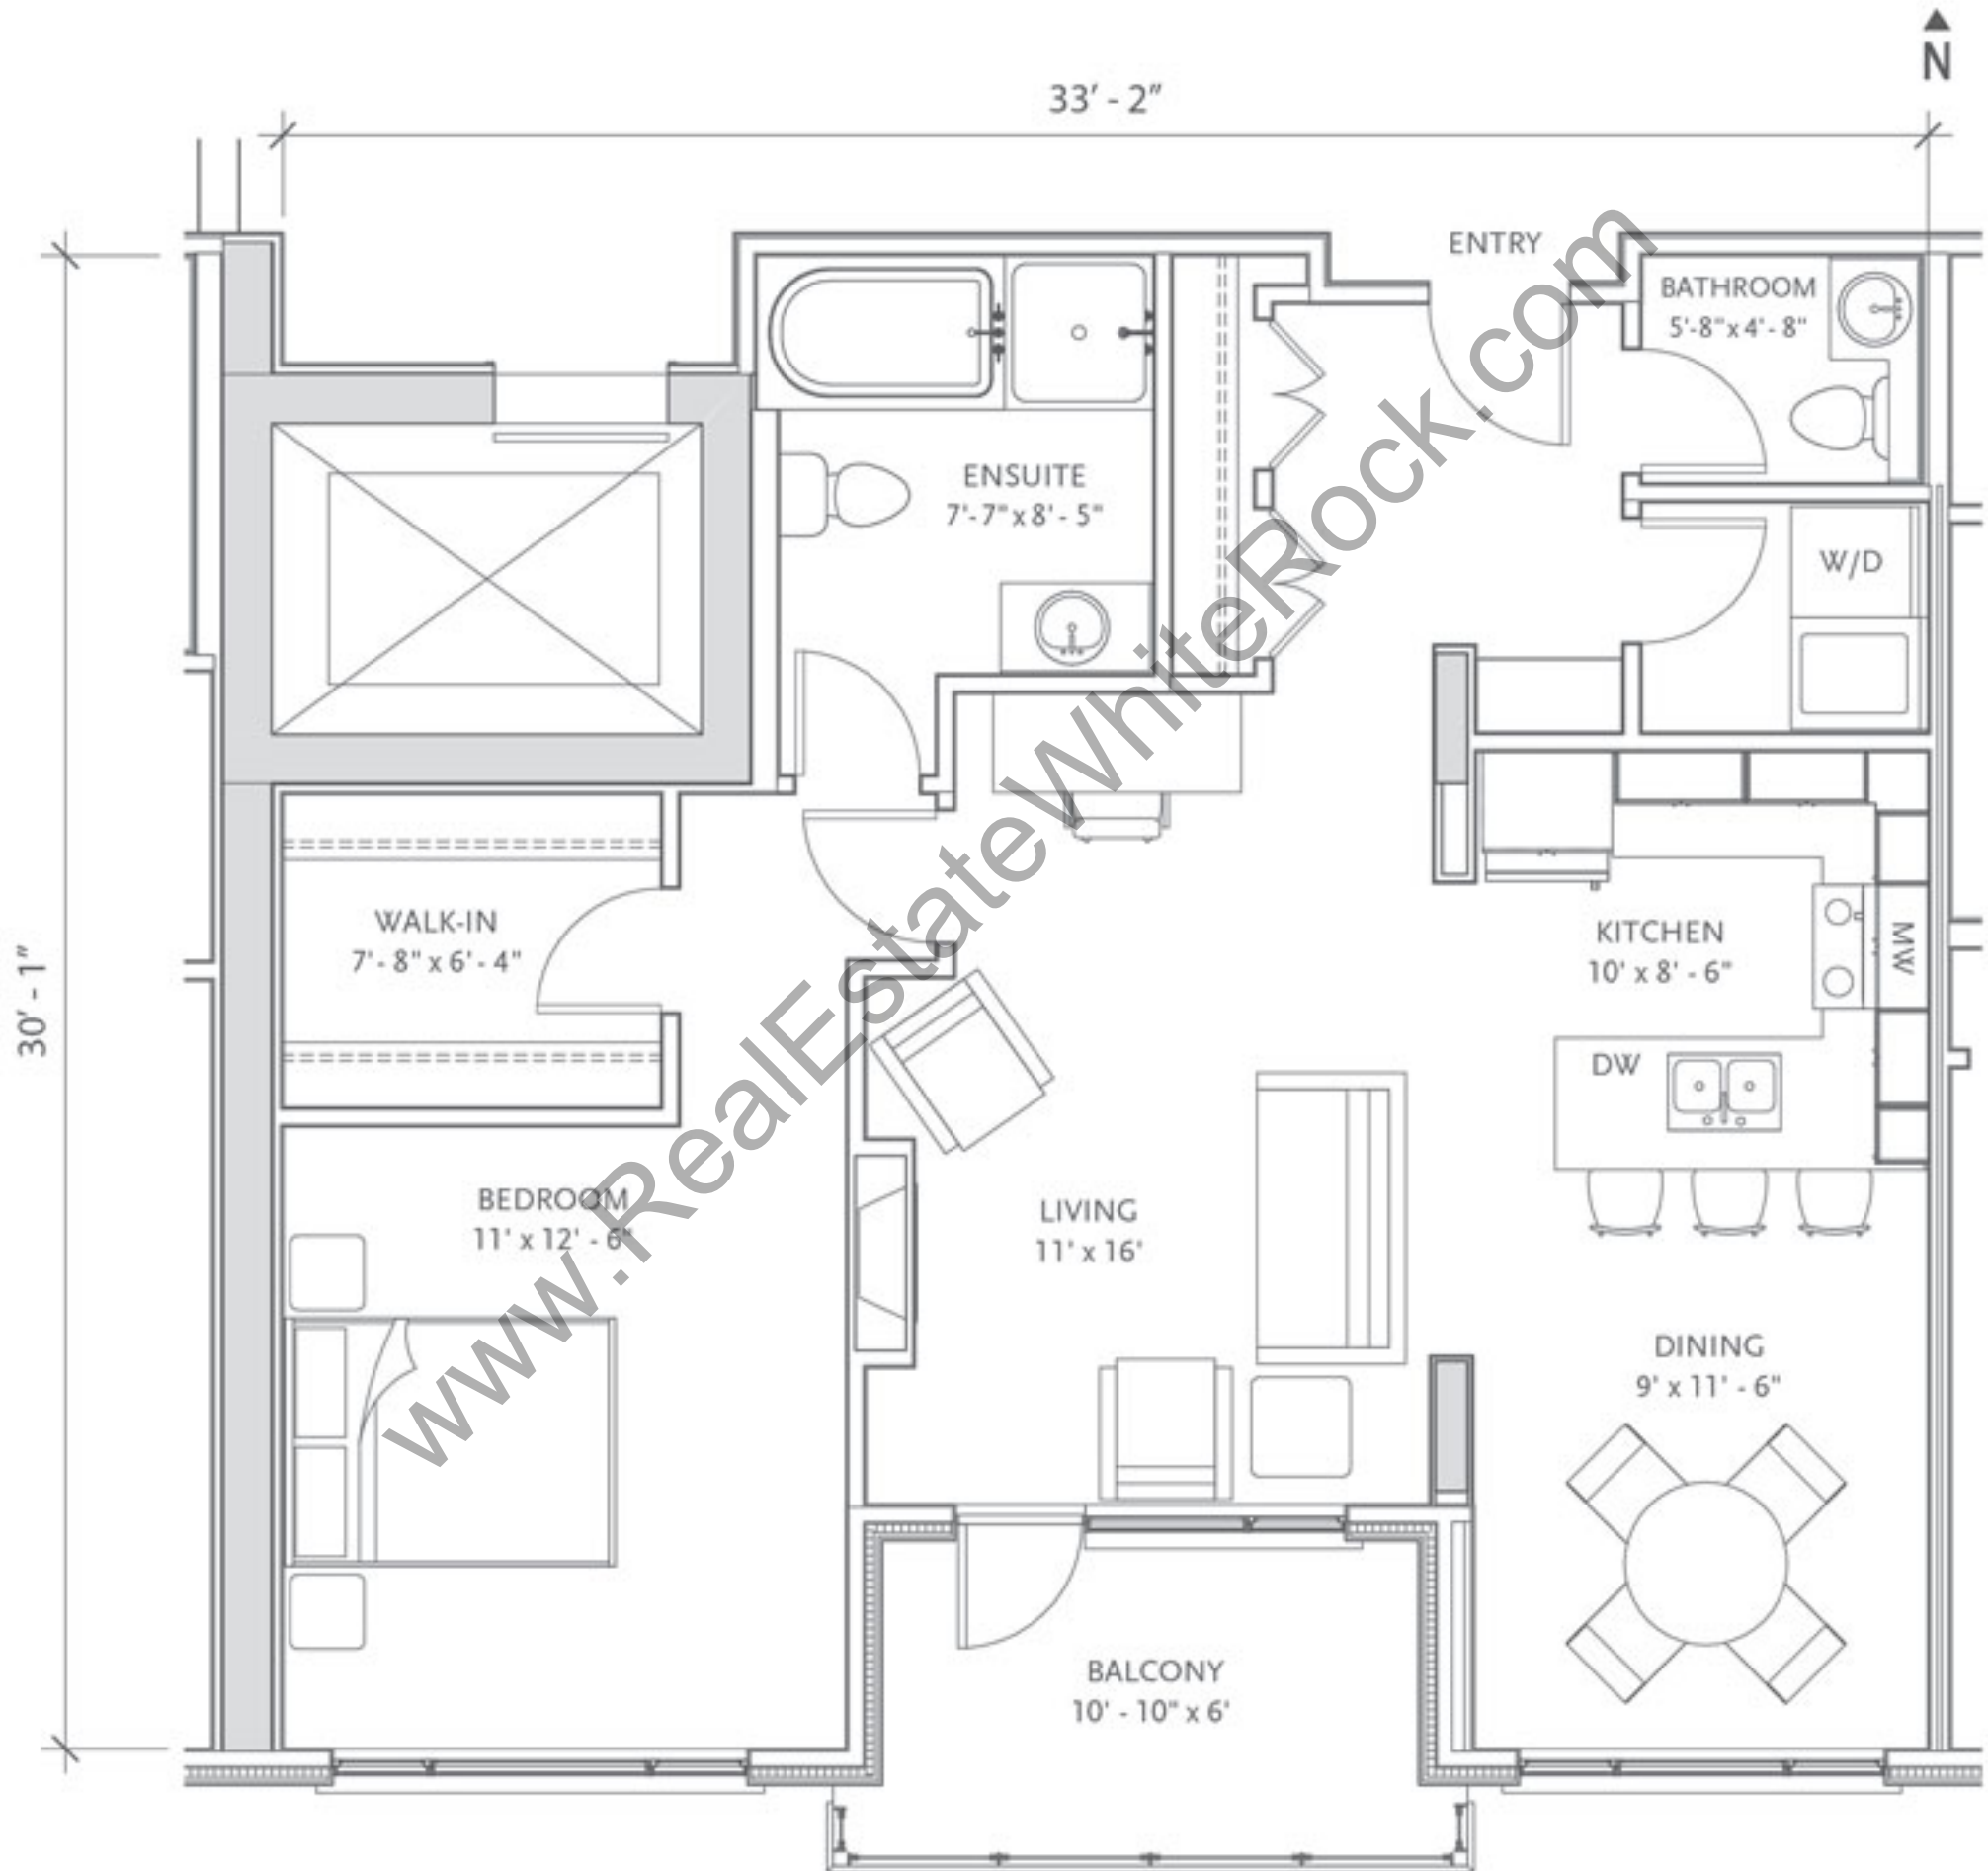 N
33' - 2"
ENTRY
BATHROOM
5'-8" x 4' - 8"
ENSUITE
7'- 7" x 8' - 5"
W/D
WALK-IN
7'- 8" x 6' - 4"
KITCHEN
10' x 8' - 6"
MW
DW
30' - 1"
BEDROOM
11' x 12' - 6"
LIVING
11' x 16'
DINING
9' x 11' - 6"
BALCONY
10' - 10" x 6'
www.RealEstateWhiteRock.com